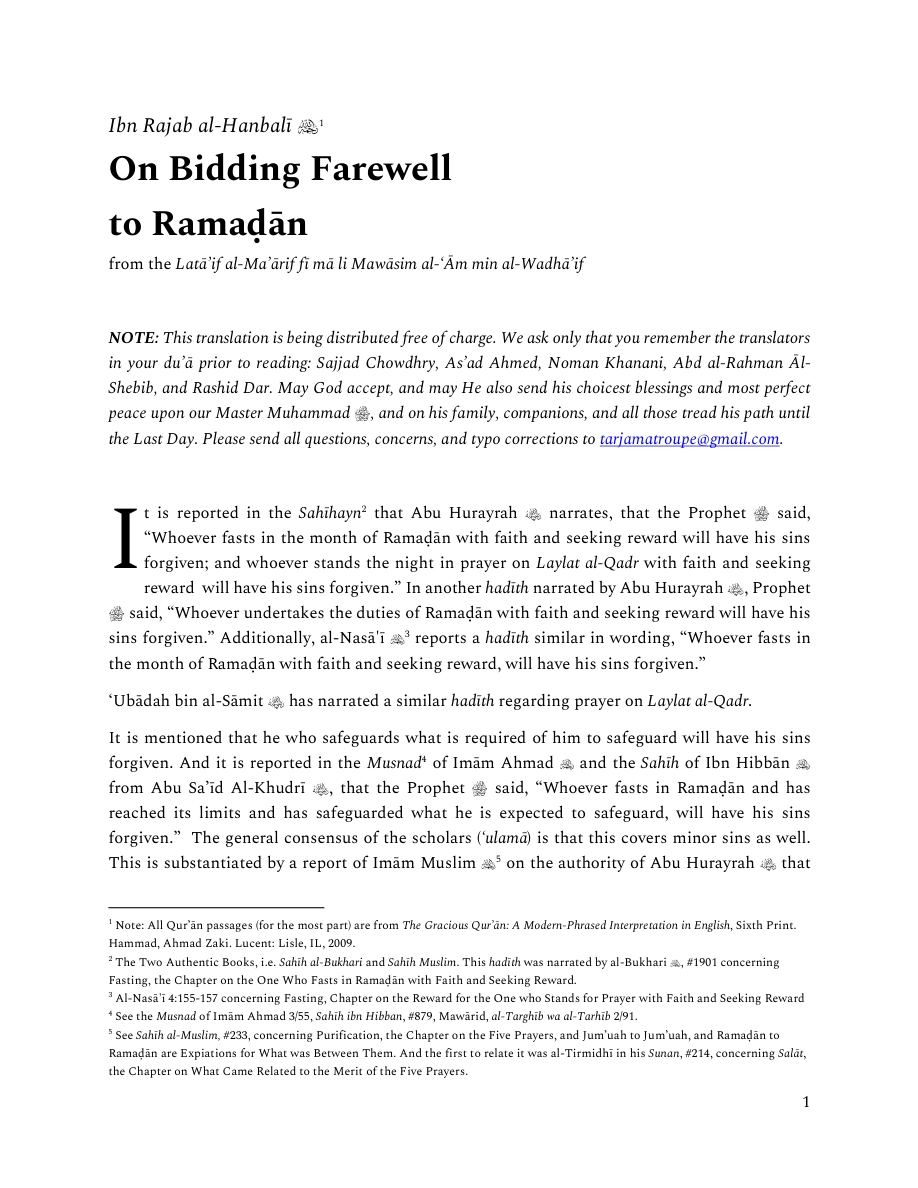 Ibn Rajab al-Hanbalī ¹
On Bidding Farewell
to Ramaḍān
from the Latā’if al-Ma’ārif fī mā li Mawāsim al-‘Ām min al-Wadhā’if
NOTE: This translation is being distributed free of charge. We ask only that you remember the translators
in your du’ā prior to reading: Sajjad Chowdhry, As’ad Ahmed, Noman Khanani, Abd al-Rahman Āl-
Shebib, and Rashid Dar. May God accept, and may He also send his choicest blessings and most perfect
peace upon our Master Muhammad ﷺ, and on his family, companions, and all those tread his path until
the Last Day. Please send all questions, concerns, and typo corrections to tarjamatroupe@gmail.com.
It is reported in the Sahīhayn² that Abu Hurayrah narrates, that the Prophet ﷺ said,
“Whoever fasts in the month of Ramaḍān with faith and seeking reward will have his sins
forgiven; and whoever stands the night in prayer on Laylat al-Qadr with faith and seeking
reward will have his sins forgiven.” In another hadīth narrated by Abu Hurayrah , Prophet
ﷺ said, “Whoever undertakes the duties of Ramaḍān with faith and seeking reward will have his
sins forgiven.” Additionally, al-Nasā'ī ³ reports a hadīth similar in wording, “Whoever fasts in
the month of Ramaḍān with faith and seeking reward, will have his sins forgiven.”
‘Ubādah bin al-Sāmit has narrated a similar hadīth regarding prayer on Laylat al-Qadr.
It is mentioned that he who safeguards what is required of him to safeguard will have his sins
forgiven. And it is reported in the Musnad⁴ of Imām Ahmad and the Sahīh of Ibn Hibbān
from Abu Sa’īd Al-Khudrī , that the Prophet ﷺ said, “Whoever fasts in Ramaḍān and has
reached its limits and has safeguarded what he is expected to safeguard, will have his sins
forgiven.” The general consensus of the scholars (‘ulamā) is that this covers minor sins as well.
This is substantiated by a report of Imām Muslim ⁵ on the authority of Abu Hurayrah that
¹ Note: All Qur’ān passages (for the most part) are from The Gracious Qur’ān: A Modern-Phrased Interpretation in English, Sixth Print.
Hammad, Ahmad Zaki. Lucent: Lisle, IL, 2009.
² The Two Authentic Books, i.e. Sahīh al-Bukhari and Sahīh Muslim. This hadīth was narrated by al-Bukhari , #1901 concerning
Fasting, the Chapter on the One Who Fasts in Ramaḍān with Faith and Seeking Reward.
³ Al-Nasā'ī 4:155-157 concerning Fasting, Chapter on the Reward for the One who Stands for Prayer with Faith and Seeking Reward
⁴ See the Musnad of Imām Ahmad 3/55, Sahīh ibn Hibban, #879, Mawārid, al-Targhīb wa al-Tarhīb 2/91.
⁵ See Sahīh al-Muslim, #233, concerning Purification, the Chapter on the Five Prayers, and Jum’uah to Jum’uah, and Ramaḍān to
Ramaḍān are Expiations for What was Between Them. And the first to relate it was al-Tirmidhī in his Sunan, #214, concerning Salāt,
the Chapter on What Came Related to the Merit of the Five Prayers.
1